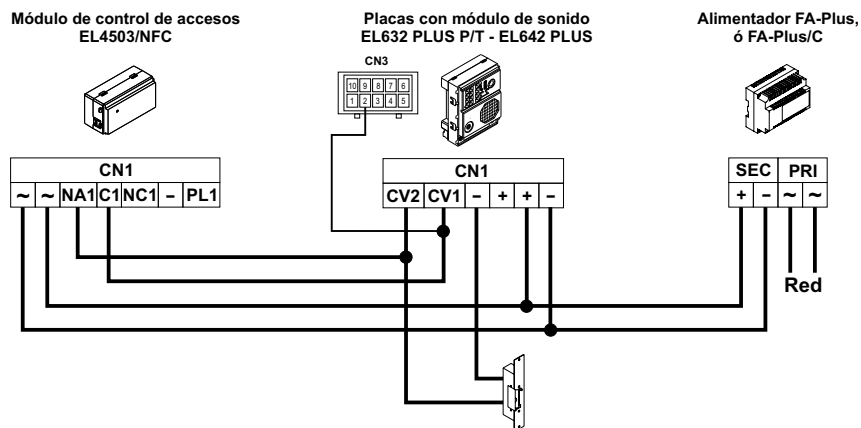 Módulo de control de accesos
EL4503/NFC
Placas con módulo de sonido
EL632 PLUS P/T - EL642 PLUS
Alimentador FA-Plus,
ó FA-Plus/C
CN3
10 9 8 7 6
1 2 3 4 5
CN1
~ ~ NA1 C1 NC1 – PL1
CN1
CV2 CV1 – + + –
SEC PRI
+ – ~ ~
Red